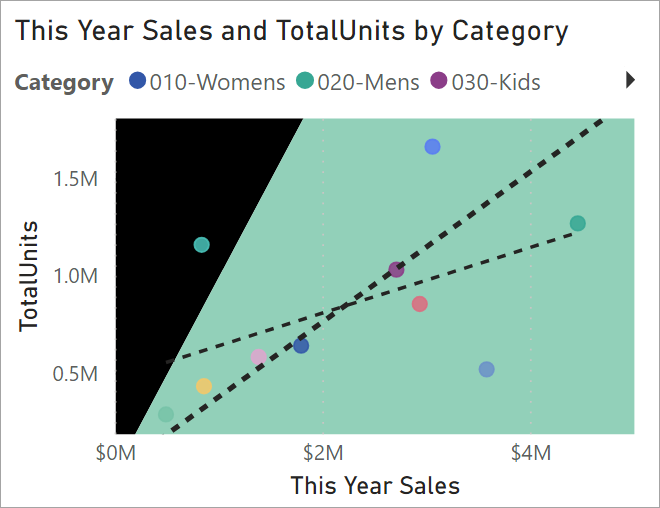 This Year Sales and TotalUnits by Category
Category 010-Womens 020-Mens 030-Kids
TotalUnits
1.5M
1.0M
0.5M
$0M $2M $4M
This Year Sales